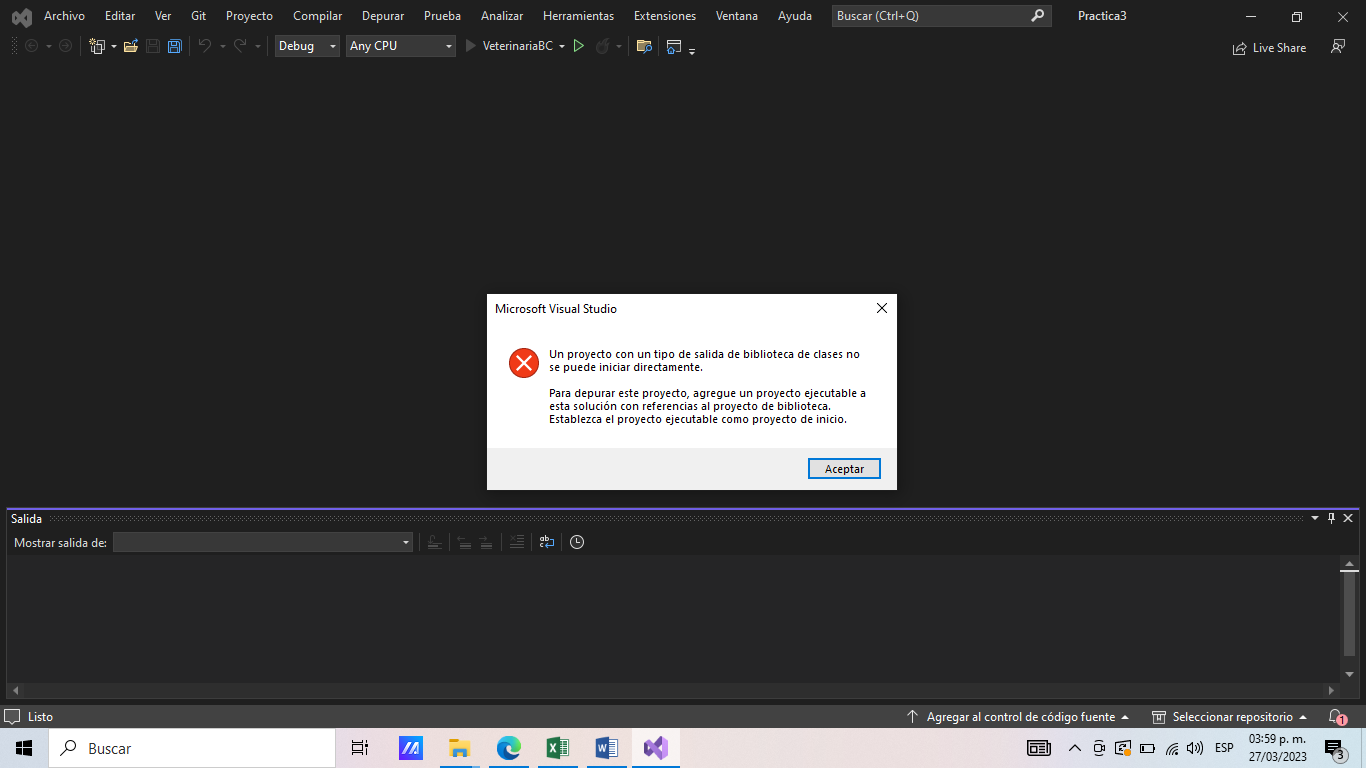 Archivo Editar Ver Git Proyecto Compilar Depurar Prueba Analizar Herramientas Extensiones Ventana Ayuda Buscar (Ctrl+Q) Practica3
Debug Any CPU VeterinariaBC Live Share
Microsoft Visual Studio
Un proyecto con un tipo de salida de biblioteca de clases no
se puede iniciar directamente.
Para depurar este proyecto, agregue un proyecto ejecutable a
esta solución con referencias al proyecto de biblioteca.
Establezca el proyecto ejecutable como proyecto de inicio.
Aceptar
Salida
Mostrar salida de:
Listo Agregar al control de código fuente Seleccionar repositorio 1
Buscar ESP 03:59 p. m.
27/03/2023 3